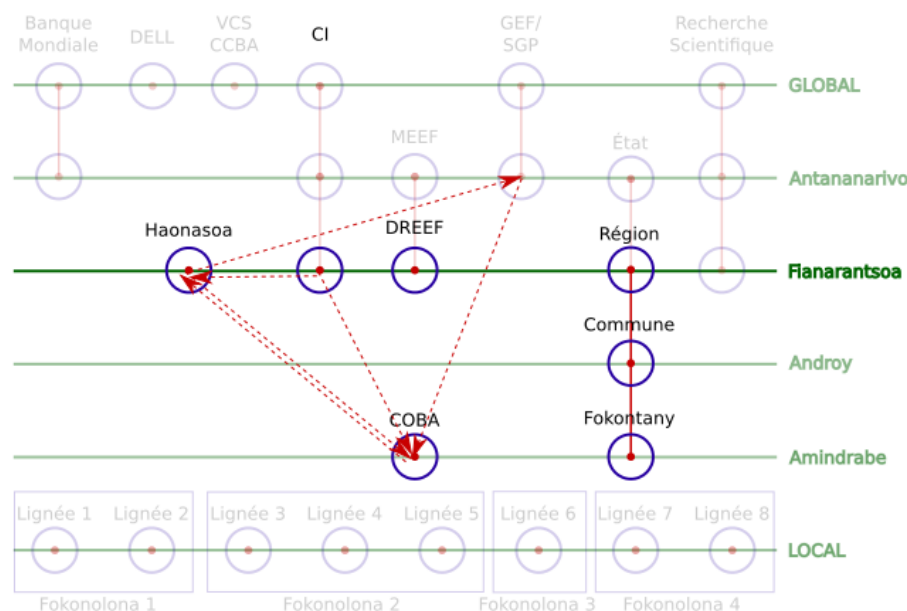 Banque
Mondiale
DELL
VCS
CCBA
CI
GEF/
SGP
Recherche
Scientifique
GLOBAL
MEEF
État
Antananarivo
Haonasoa
DREEF
Région
Fianarantsoa
Commune
Androy
COBA
Fokontany
Amindrabe
Lignée 1
Lignée 2
Lignée 3
Lignée 4
Lignée 5
Lignée 6
Lignée 7
Lignée 8
LOCAL
Fokonolona 1
Fokonolona 2
Fokonolona 3
Fokonolona 4